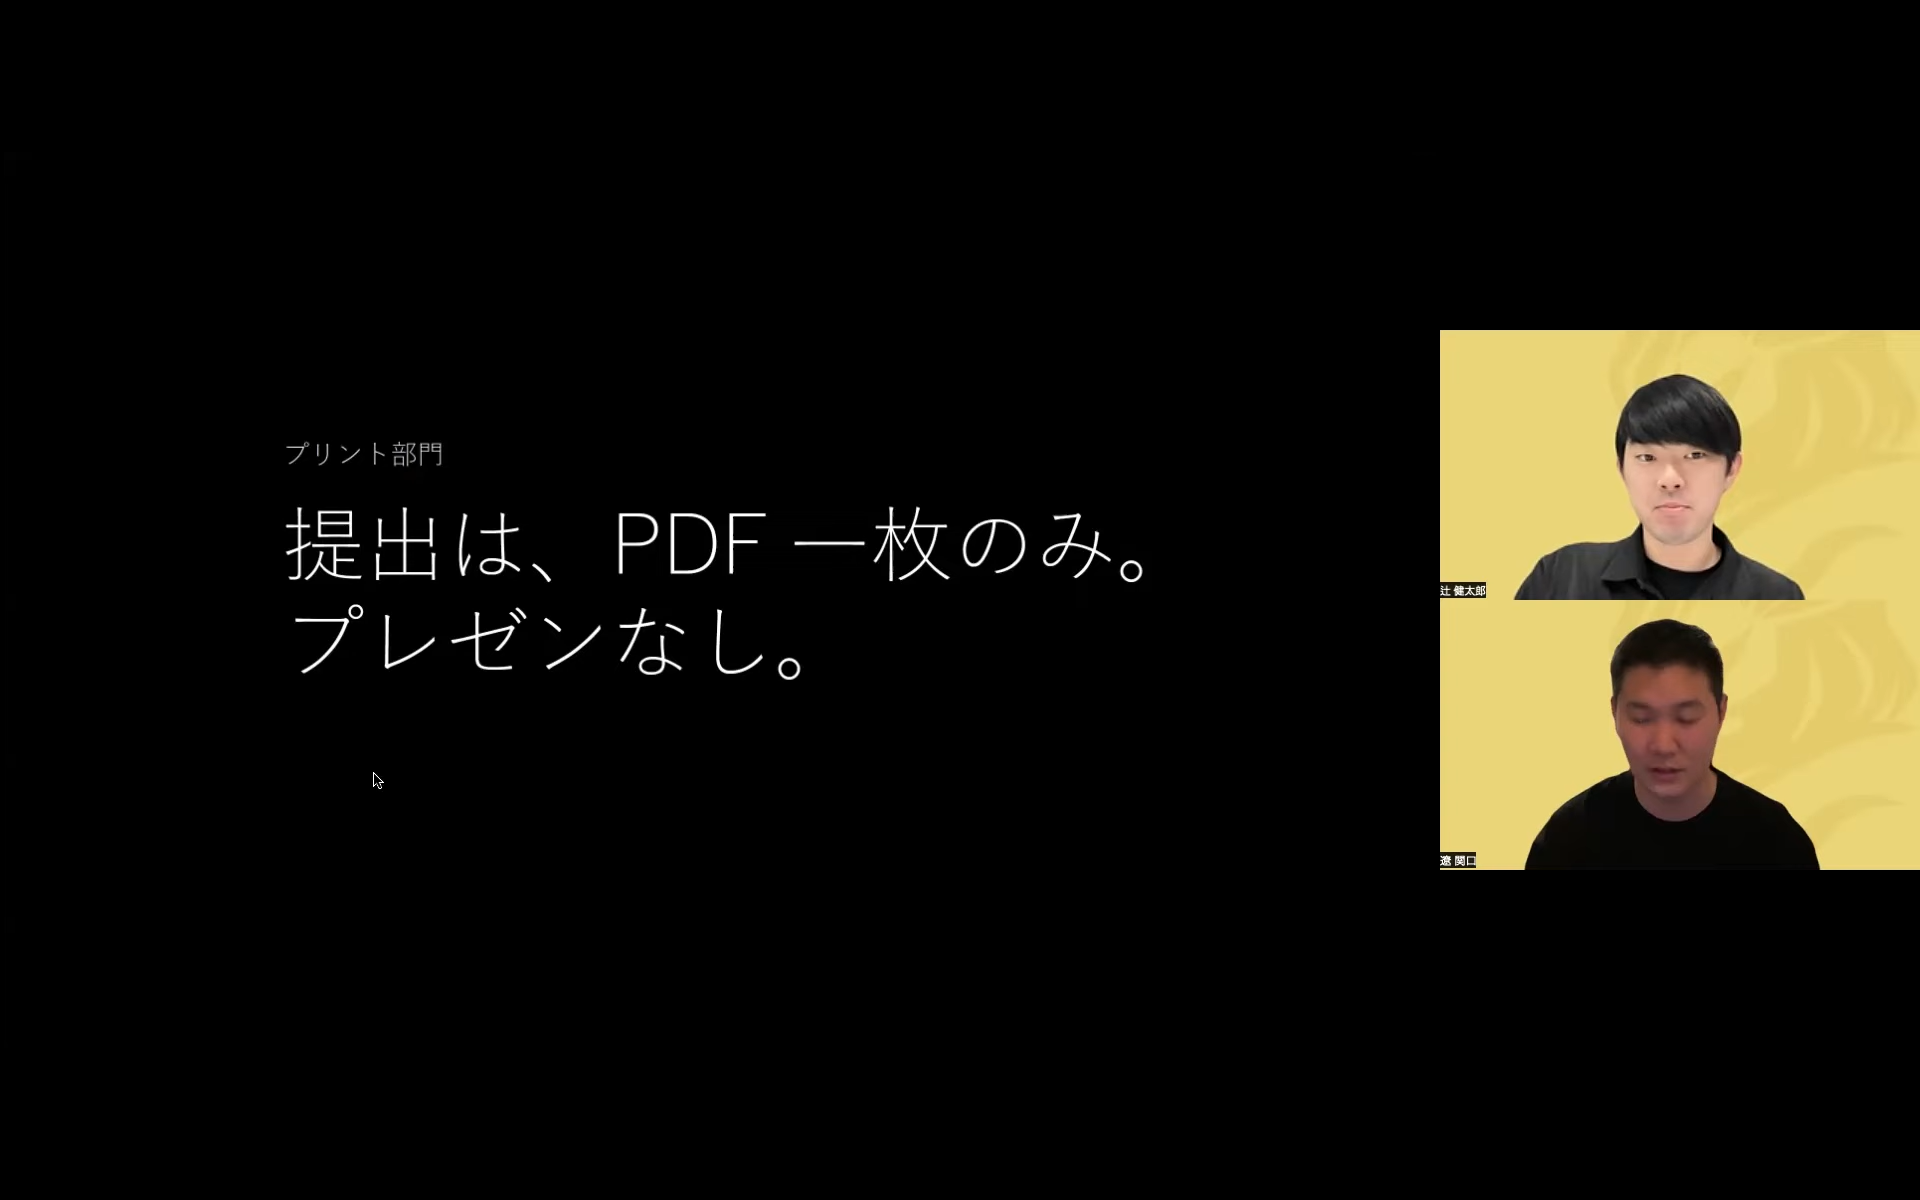 プリント部門
提出は、PDF 一枚のみ。
プレゼンなし。
辻 健太郎
遼 関口